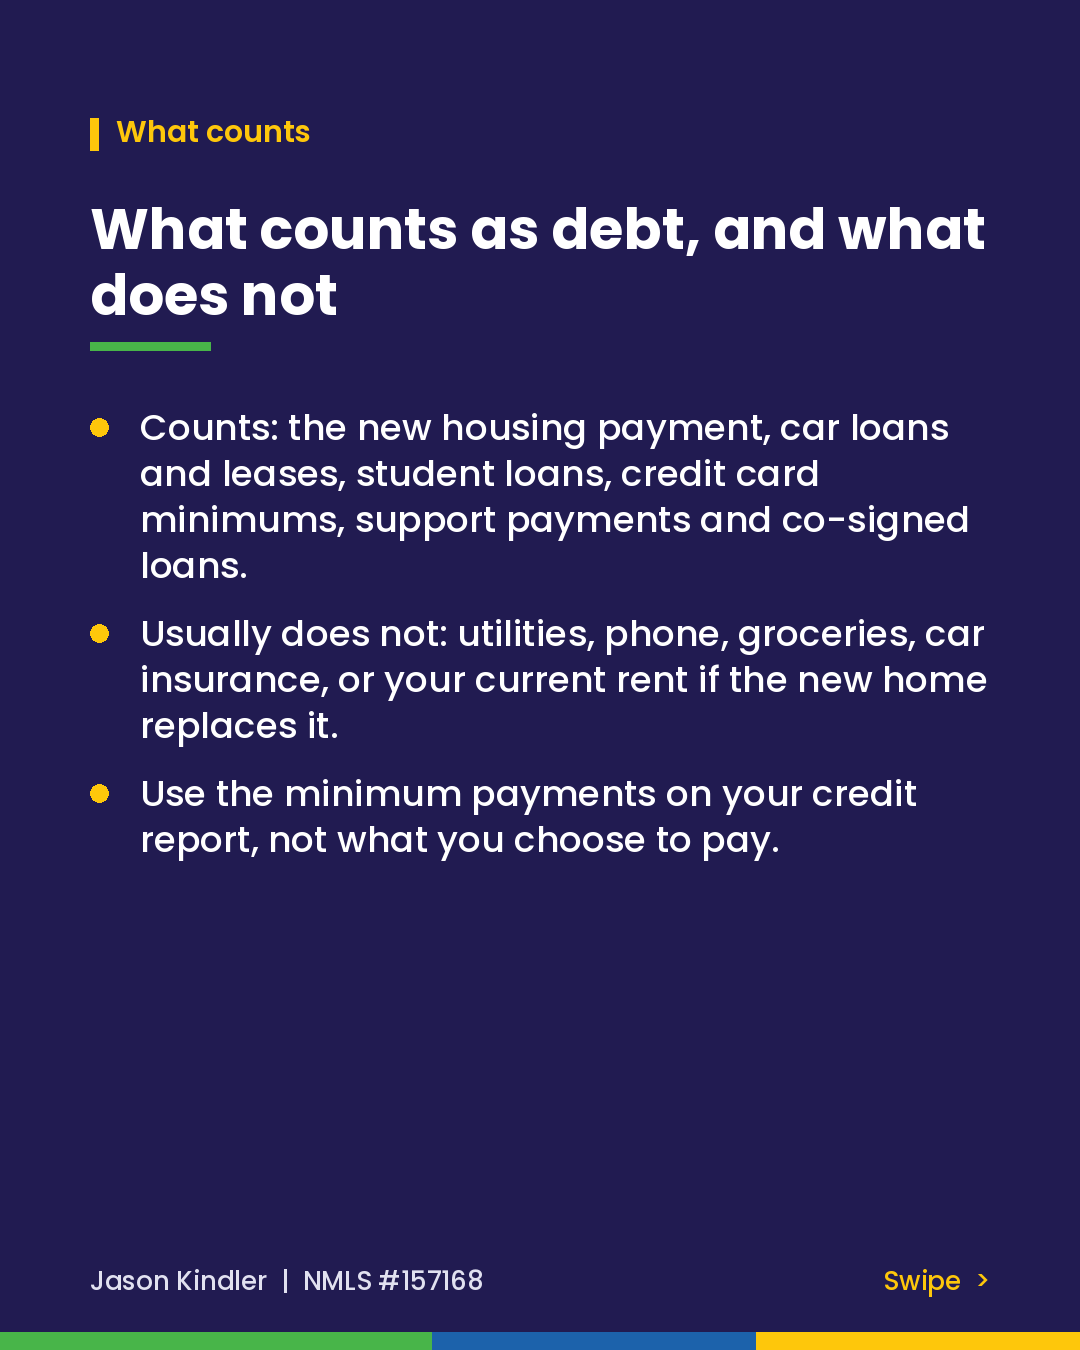 What counts
What counts as debt, and what
does not
Counts: the new housing payment, car loans
and leases, student loans, credit card
minimums, support payments and co-signed
loans.
Usually does not: utilities, phone, groceries, car
insurance, or your current rent if the new home
replaces it.
Use the minimum payments on your credit
report, not what you choose to pay.
Jason Kindler | NMLS #157168
Swipe >